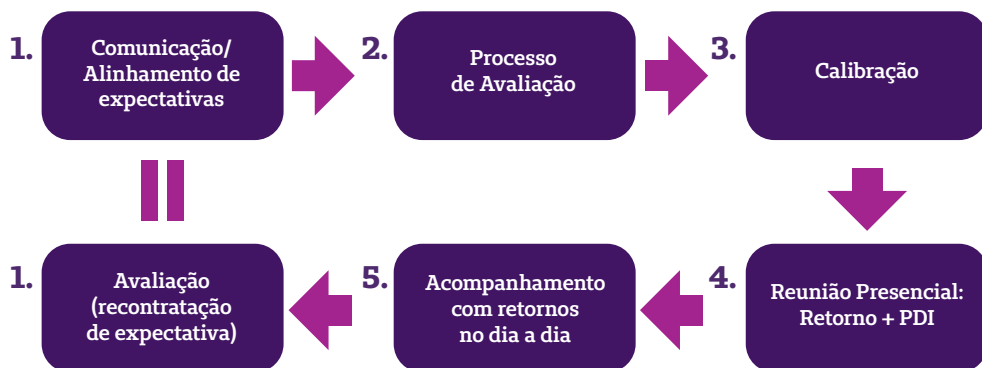 1.
Comunicação/
Alinhamento de
expectativas
2.
Processo
de Avaliação
3.
Calibração
1.
Avaliação
(recontratação
de expectativa)
5.
Acompanhamento
com retornos
no dia a dia
4.
Reunião Presencial:
Retorno + PDI